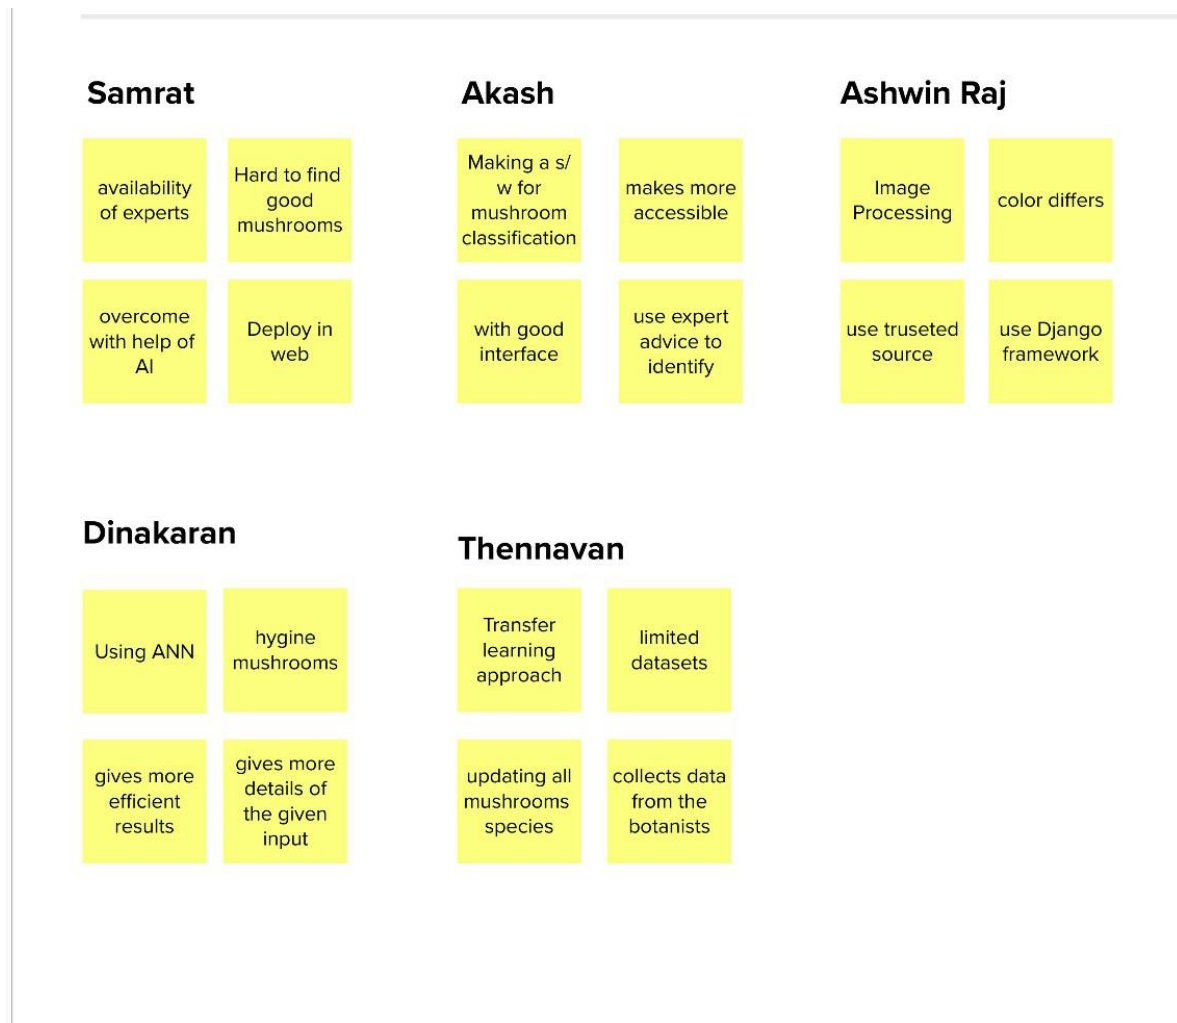 Samrat
availability
of experts
Hard to find
good
mushrooms
overcome
with help of
AI
Deploy in
web
Akash
Making a s/
w for
mushroom
classification
makes more
accessible
with good
interface
use expert
advice to
identify
Ashwin Raj
Image
Processing
color differs
use truseted
source
use Django
framework
Dinakaran
Using ANN
hygine
mushrooms
gives more
efficient
results
gives more
details of
the given
input
Thennavan
Transfer
learning
approach
limited
datasets
updating all
mushrooms
species
collects data
from the
botanists